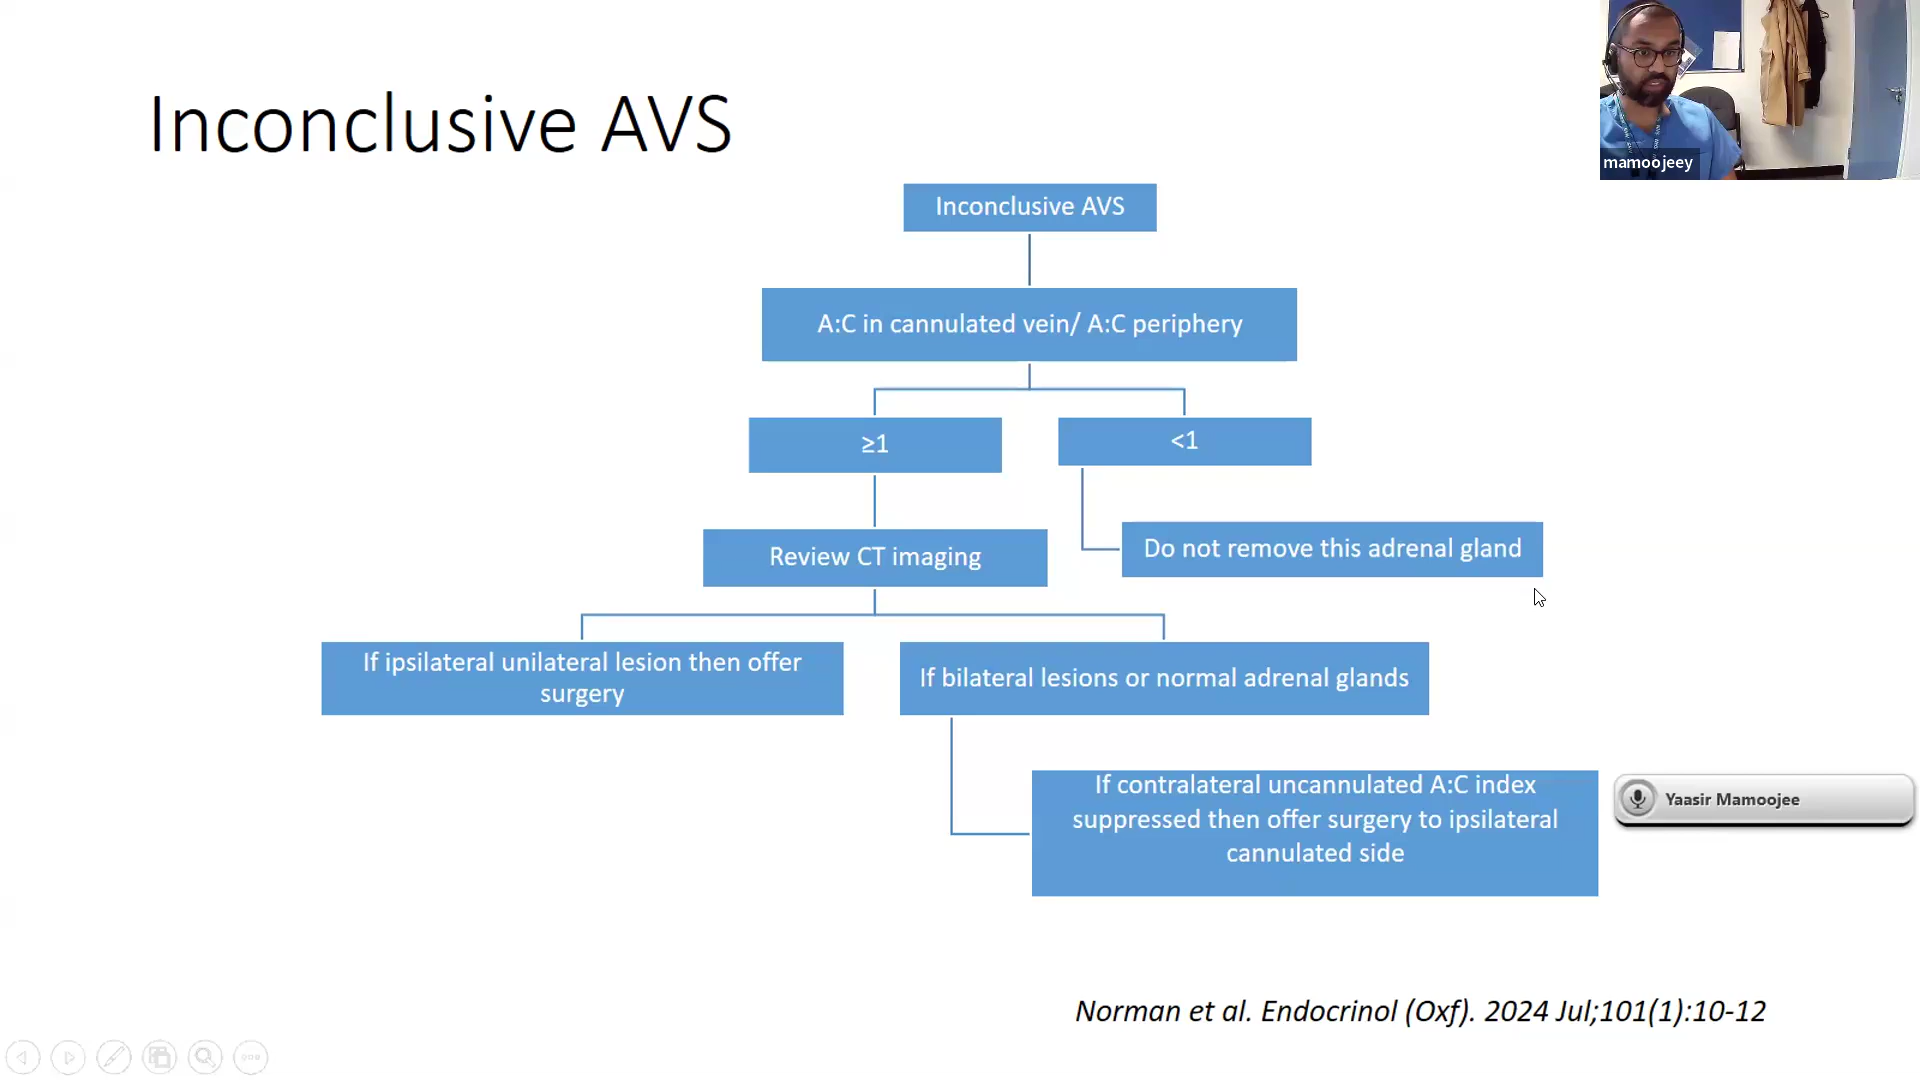 Inconclusive AVS
mamoojeey
Inconclusive AVS
A:C in cannulated vein/ A:C periphery
≥1
<1
Review CT imaging
Do not remove this adrenal gland
If ipsilateral unilateral lesion then offer
surgery
If bilateral lesions or normal adrenal glands
If contralateral uncannulated A:C index
suppressed then offer surgery to ipsilateral
cannulated side
Yaasir Mamoojee
Norman et al. Endocrinol (Oxf). 2024 Jul;101(1):10-12